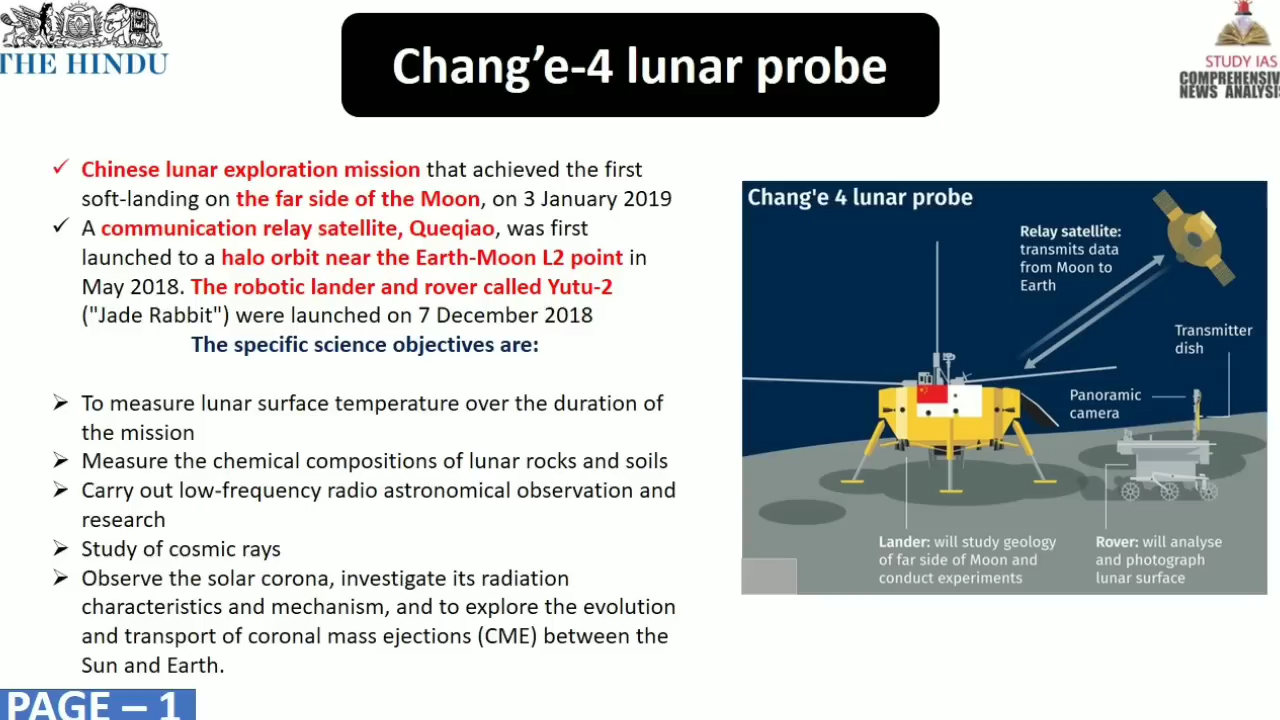 THE HINDU
Chang’e-4 lunar probe
STUDY IAS
COMPREHENSIV
NEWS ANALYSIS
Chinese lunar exploration mission that achieved the first
soft-landing on the far side of the Moon, on 3 January 2019
A communication relay satellite, Queqiao, was first
launched to a halo orbit near the Earth-Moon L2 point in
May 2018. The robotic lander and rover called Yutu-2
("Jade Rabbit") were launched on 7 December 2018
The specific science objectives are:
To measure lunar surface temperature over the duration of
the mission
Measure the chemical compositions of lunar rocks and soils
Carry out low-frequency radio astronomical observation and
research
Study of cosmic rays
Observe the solar corona, investigate its radiation
characteristics and mechanism, and to explore the evolution
and transport of coronal mass ejections (CME) between the
Sun and Earth.
Chang'e 4 lunar probe
Relay satellite:
transmits data
from Moon to
Earth
Transmitter
dish
Panoramic
camera
Lander: will study geology
of far side of Moon and
conduct experiments
Rover: will analyse
and photograph
lunar surface
PAGE – 1